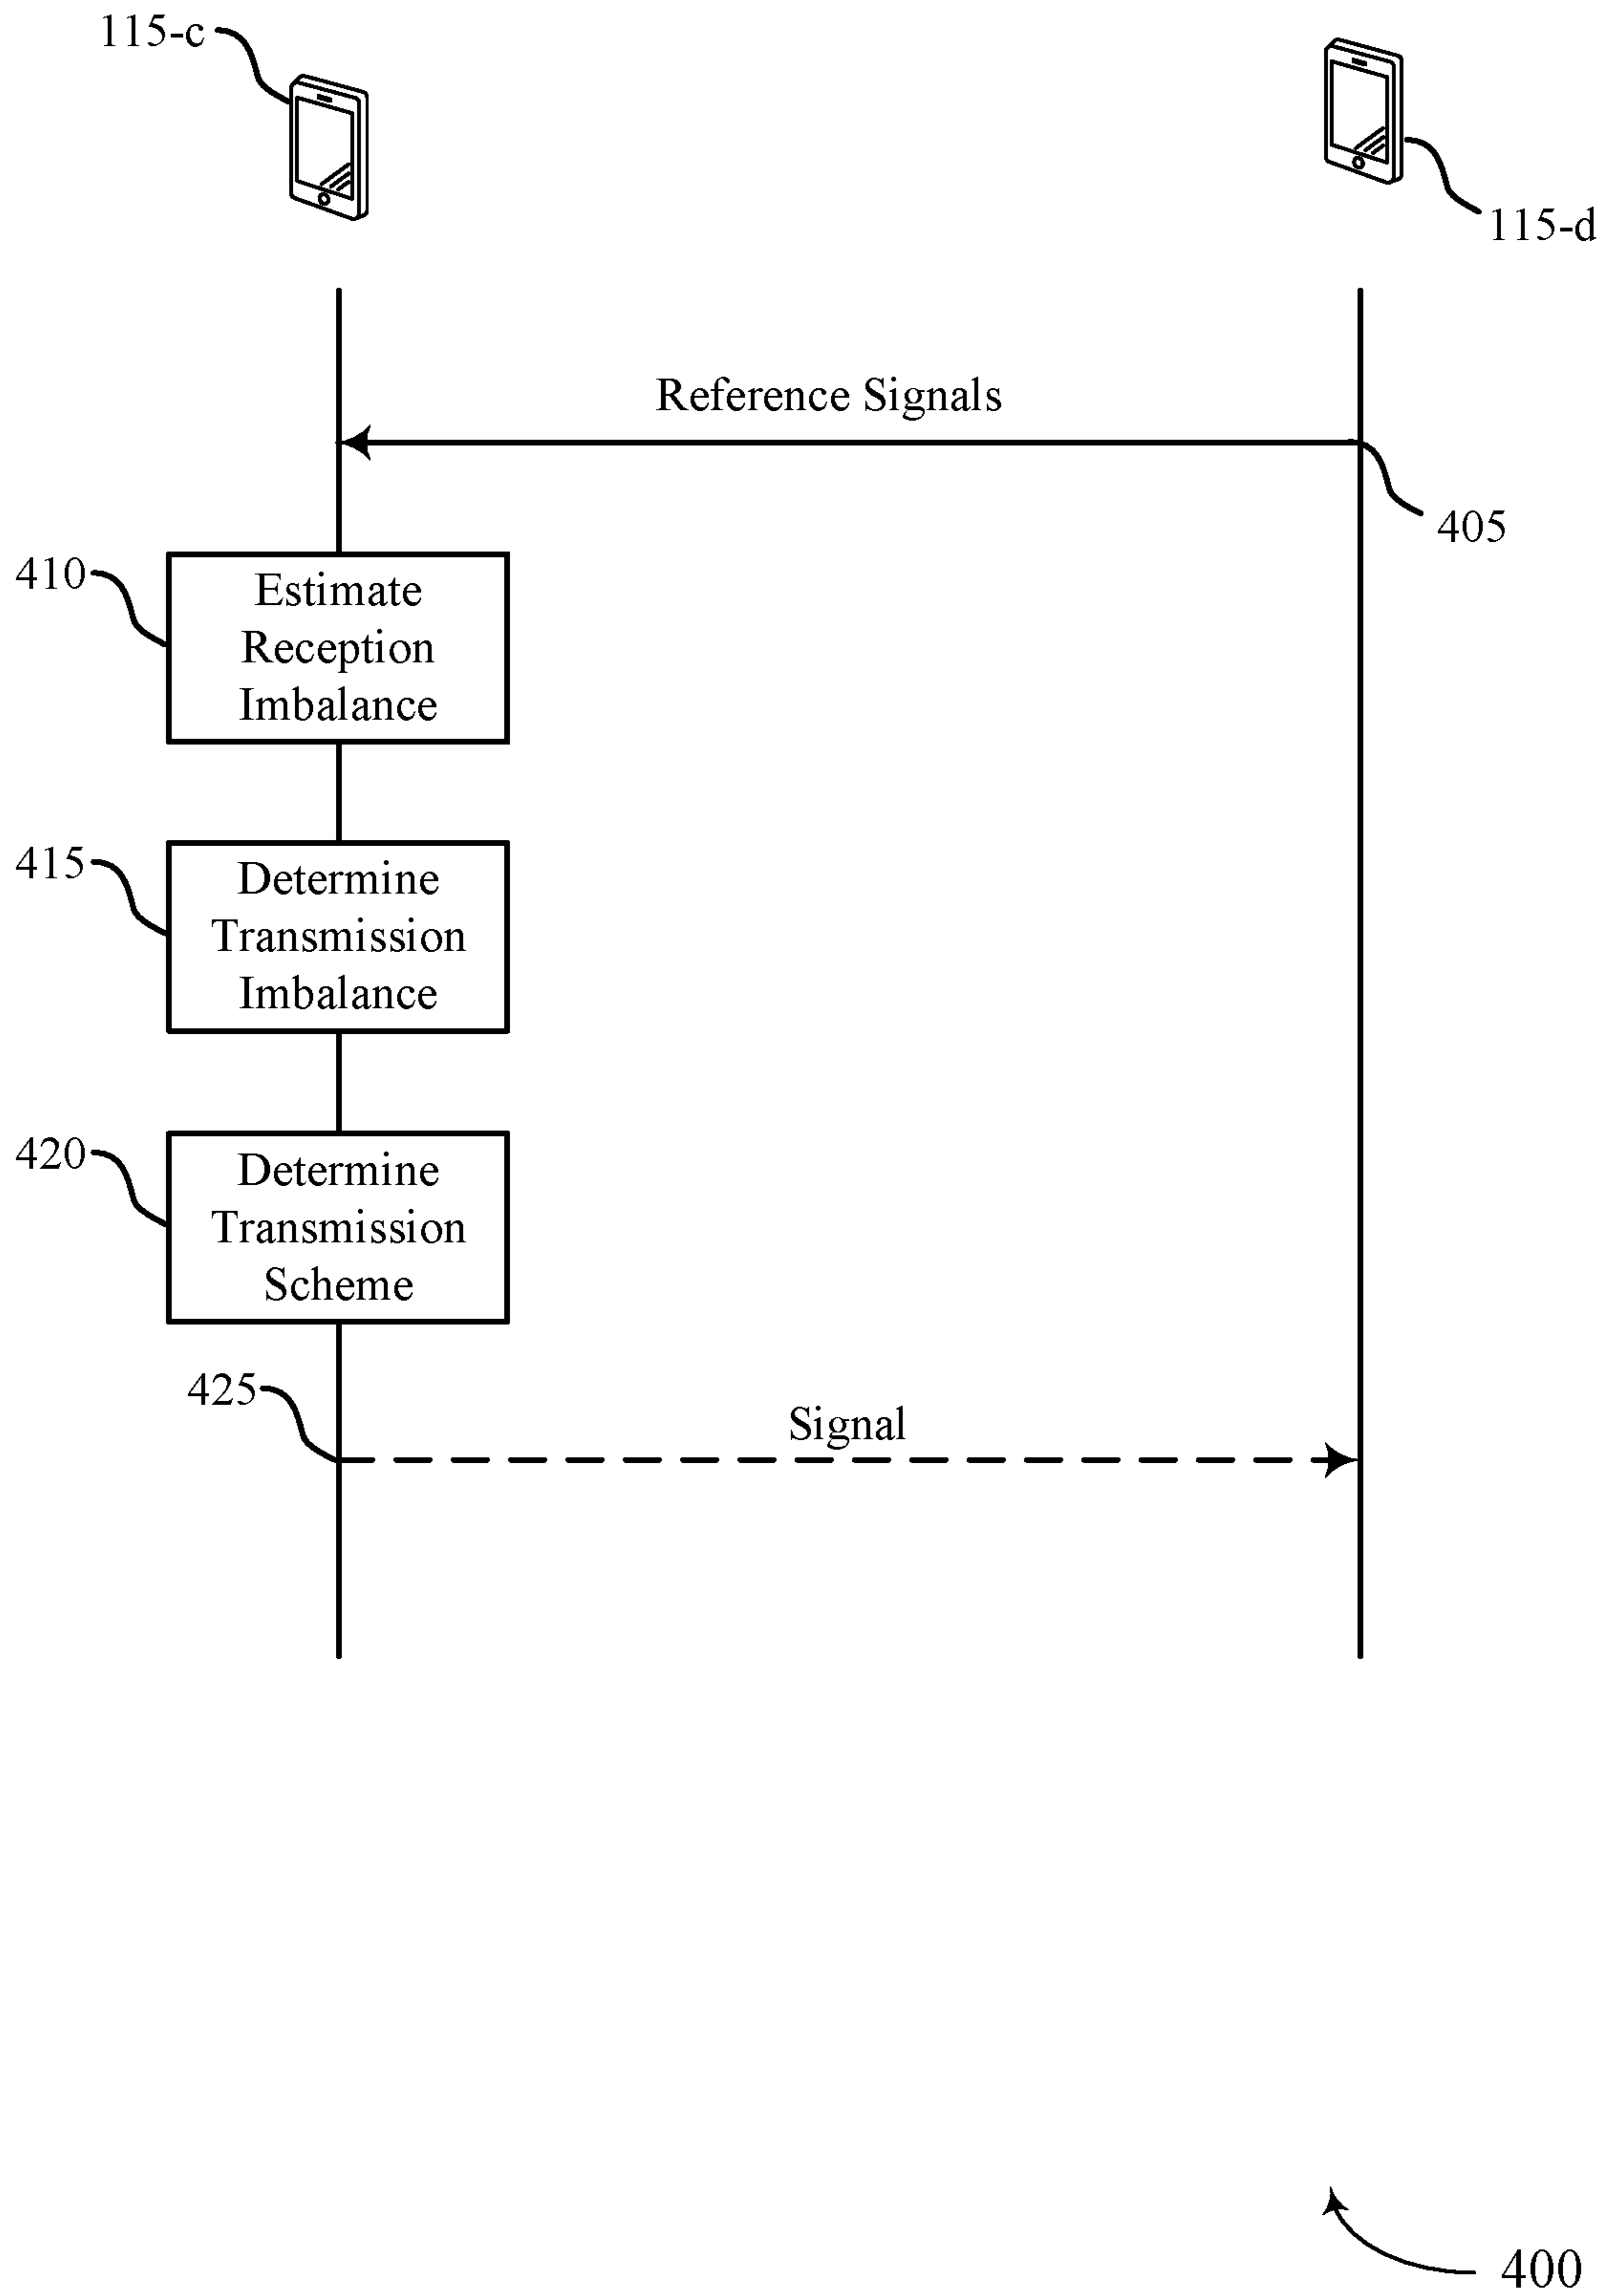 115-c
115-d
Reference Signals
405
410
Estimate
Reception
Imbalance
415
Determine
Transmission
Imbalance
420
Determine
Transmission
Scheme
425
Signal
400